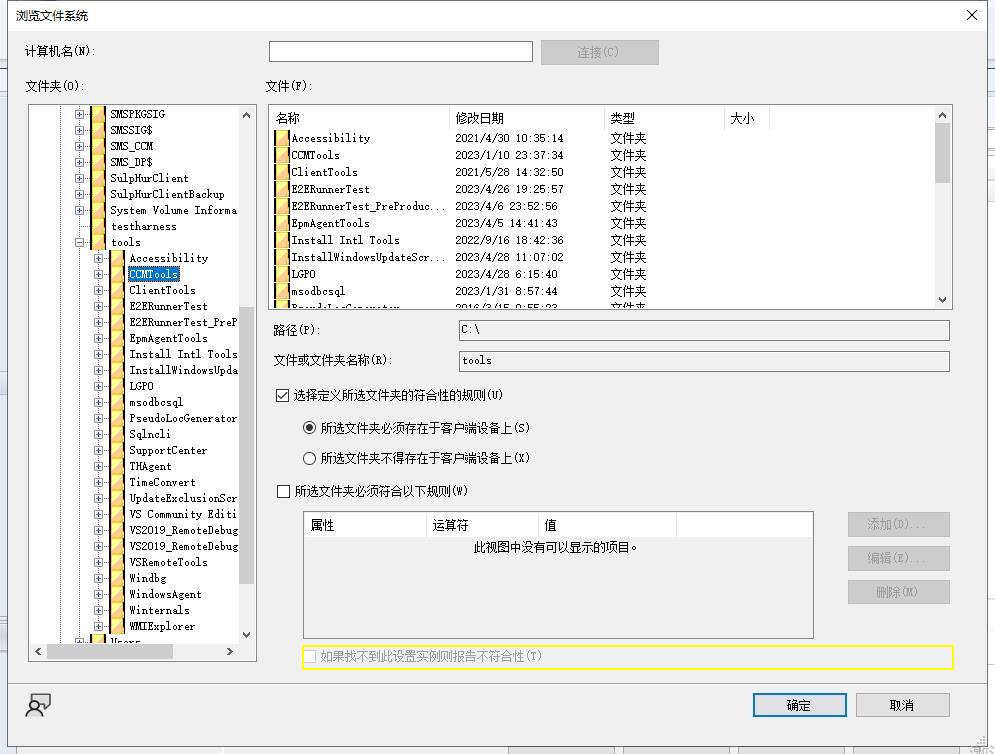 浏览文件系统
计算机名(N):
连接(C)
文件夹(O):
文件(F):
SMSPKGSIG
SMSSIG$
SMS_CCM
SMS_DP$
SulpHurClient
SulpHurClientBackup
System Volume Informa
testharness
tools
Accessibility
CCMTools
ClientTools
E2ERunnerTest
E2ERunnerTest_PreP
EpmAgentTools
Install Intl Tools
InstallWindowsUpda
LGPO
msodbcsql
PseudoLocGenerator
Sqlncli
SupportCenter
THAgent
TimeConvert
UpdateExclusionScr
VS Community Editi
VS2019_RemoteDebug
VS2019_RemoteDebug
VSRemoteTools
Windbg
WindowsAgent
Winternals
WMIExplorer
Users
名称 修改日期 类型 大小
Accessibility 2021/4/30 10:35:14 文件夹
CCMTools 2023/1/10 23:37:34 文件夹
ClientTools 2021/5/28 14:32:50 文件夹
E2ERunnerTest 2023/4/26 19:25:57 文件夹
E2ERunnerTest_PreProduc... 2023/4/6 23:52:56 文件夹
EpmAgentTools 2023/4/5 14:41:43 文件夹
Install Intl Tools 2022/9/16 18:42:36 文件夹
InstallWindowsUpdateScr... 2023/4/28 11:07:02 文件夹
LGPO 2023/4/28 6:15:40 文件夹
msodbcsql 2023/1/31 8:57:44 文件夹
PseudoLocGenerator 文件夹
路径(P): C:\
文件或文件夹名称(R): tools
选择定义所选文件夹的符合性的规则(U)
所选文件夹必须存在于客户端设备上(S)
所选文件夹不得存在于客户端设备上(X)
所选文件夹必须符合以下规则(W)
属性 运算符 值
此视图中没有可以显示的项目。
添加(D)...
编辑(E)...
删除(M)
如果找不到此设置实例则报告不符合性(T)
确定
取消